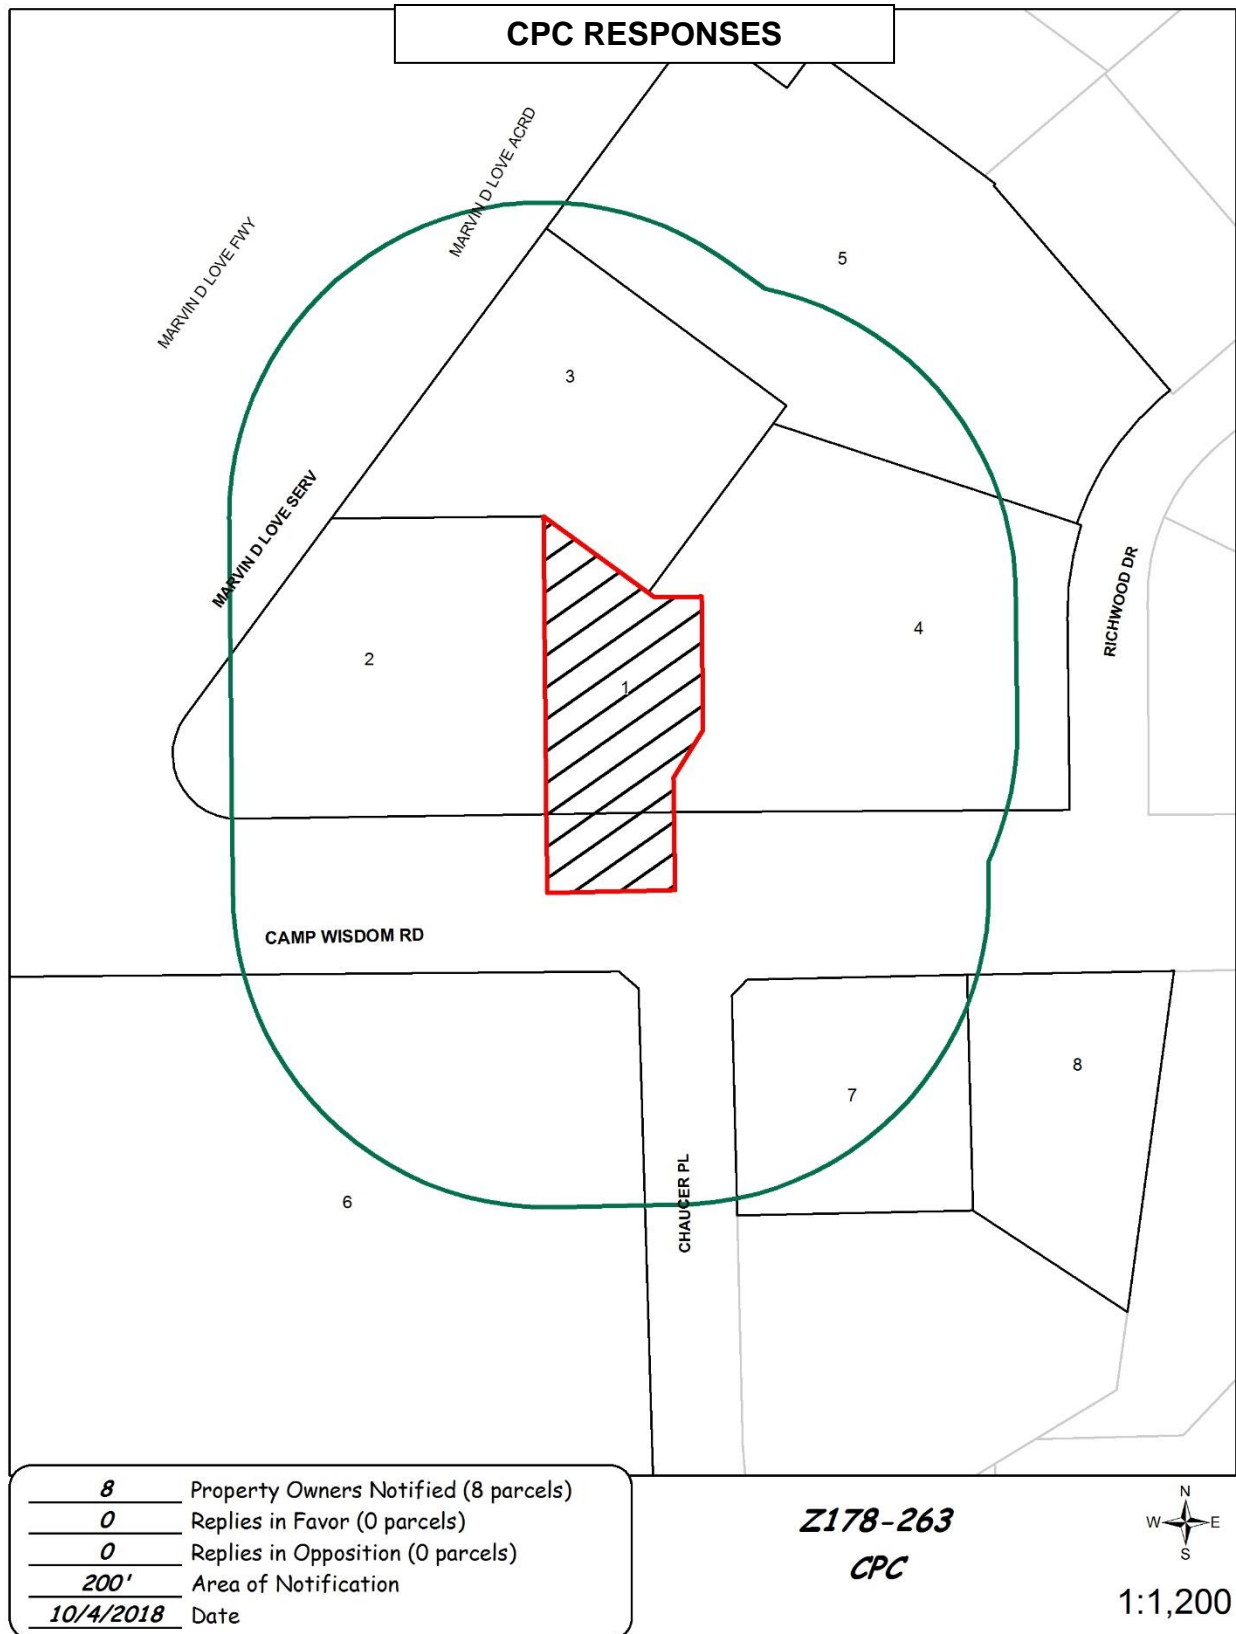 CPC RESPONSES
MARVIN D LOVE ACRD
MARVIN D LOVE FWY
5
3
MARVIN D LOVE SERV
RICHWOOD DR
4
2
1
CAMP WISDOM RD
8
7
6
CHAUCER PL
8 Property Owners Notified (8 parcels)
0 Replies in Favor (0 parcels)
0 Replies in Opposition (0 parcels)
200' Area of Notification
10/4/2018 Date
Z178-263
CPC
N
W E
S
1:1,200